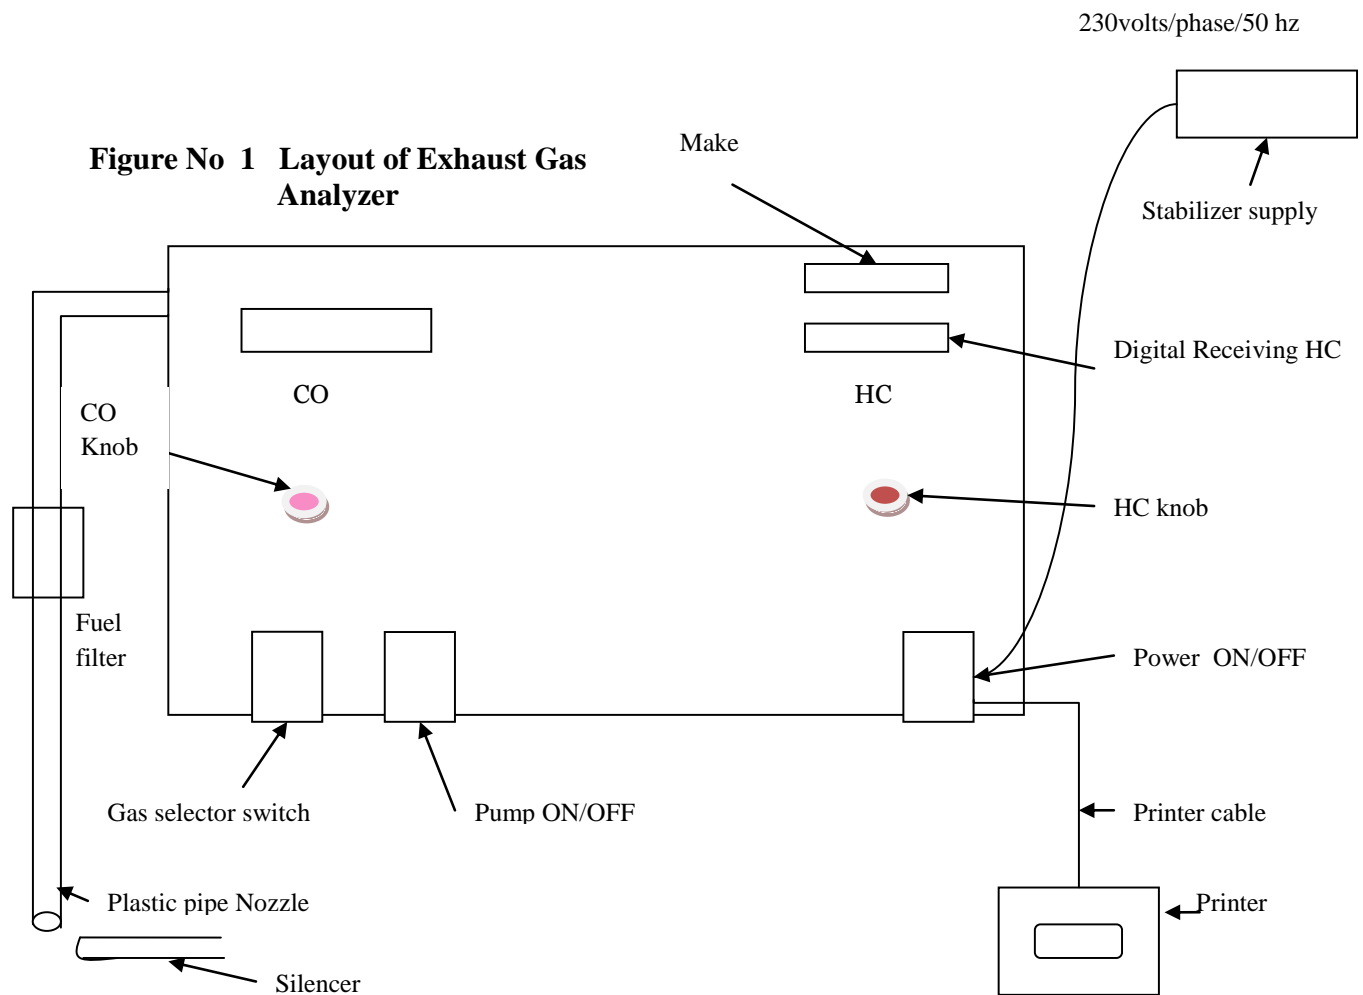 230volts/phase/50 hz
Make
Figure No 1 Layout of Exhaust Gas
Analyzer
Stabilizer supply
Digital Receiving HC
CO
HC
CO
Knob
HC knob
Fuel
filter
Power ON/OFF
Gas selector switch
Pump ON/OFF
Printer cable
Plastic pipe Nozzle
Printer
Silencer